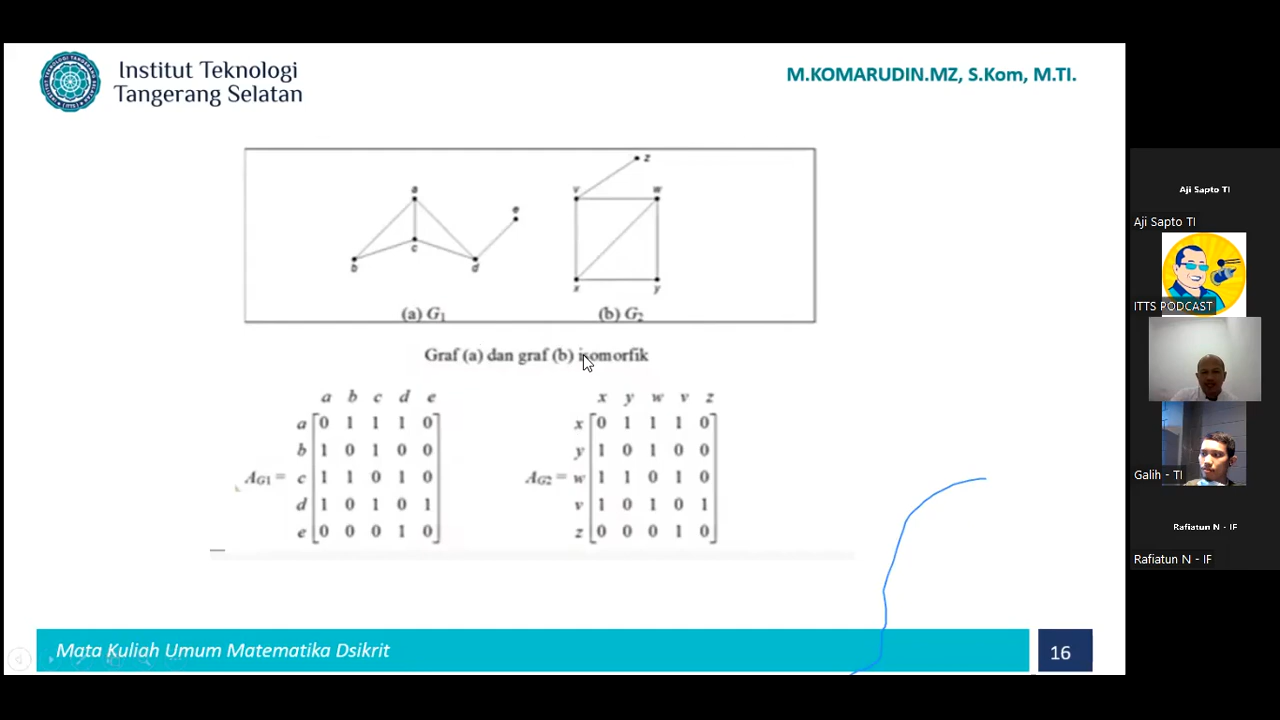 Institut Teknologi
Tangerang Selatan
M.KOMARUDIN.MZ, S.Kom, M.TI.
a
b
c
d
e
(a) G₁
z
v
w
x
y
(b) G₂
Graf (a) dan graf (b) isomorfik
a b c d e
a 0 1 1 1 0
b 1 0 1 0 0
A_G1 = c 1 1 0 1 0
d 1 0 1 0 1
e 0 0 0 1 0
x y w v z
x 0 1 1 1 0
y 1 0 1 0 0
A_G2 = w 1 1 0 1 0
v 1 0 1 0 1
z 0 0 0 1 0
Mata Kuliah Umum Matematika Dsikrit
16
Aji Sapto TI
Aji Sapto TI
ITTS PODCAST
Galih - TI
Rafiatun N - IF
Rafiatun N - IF